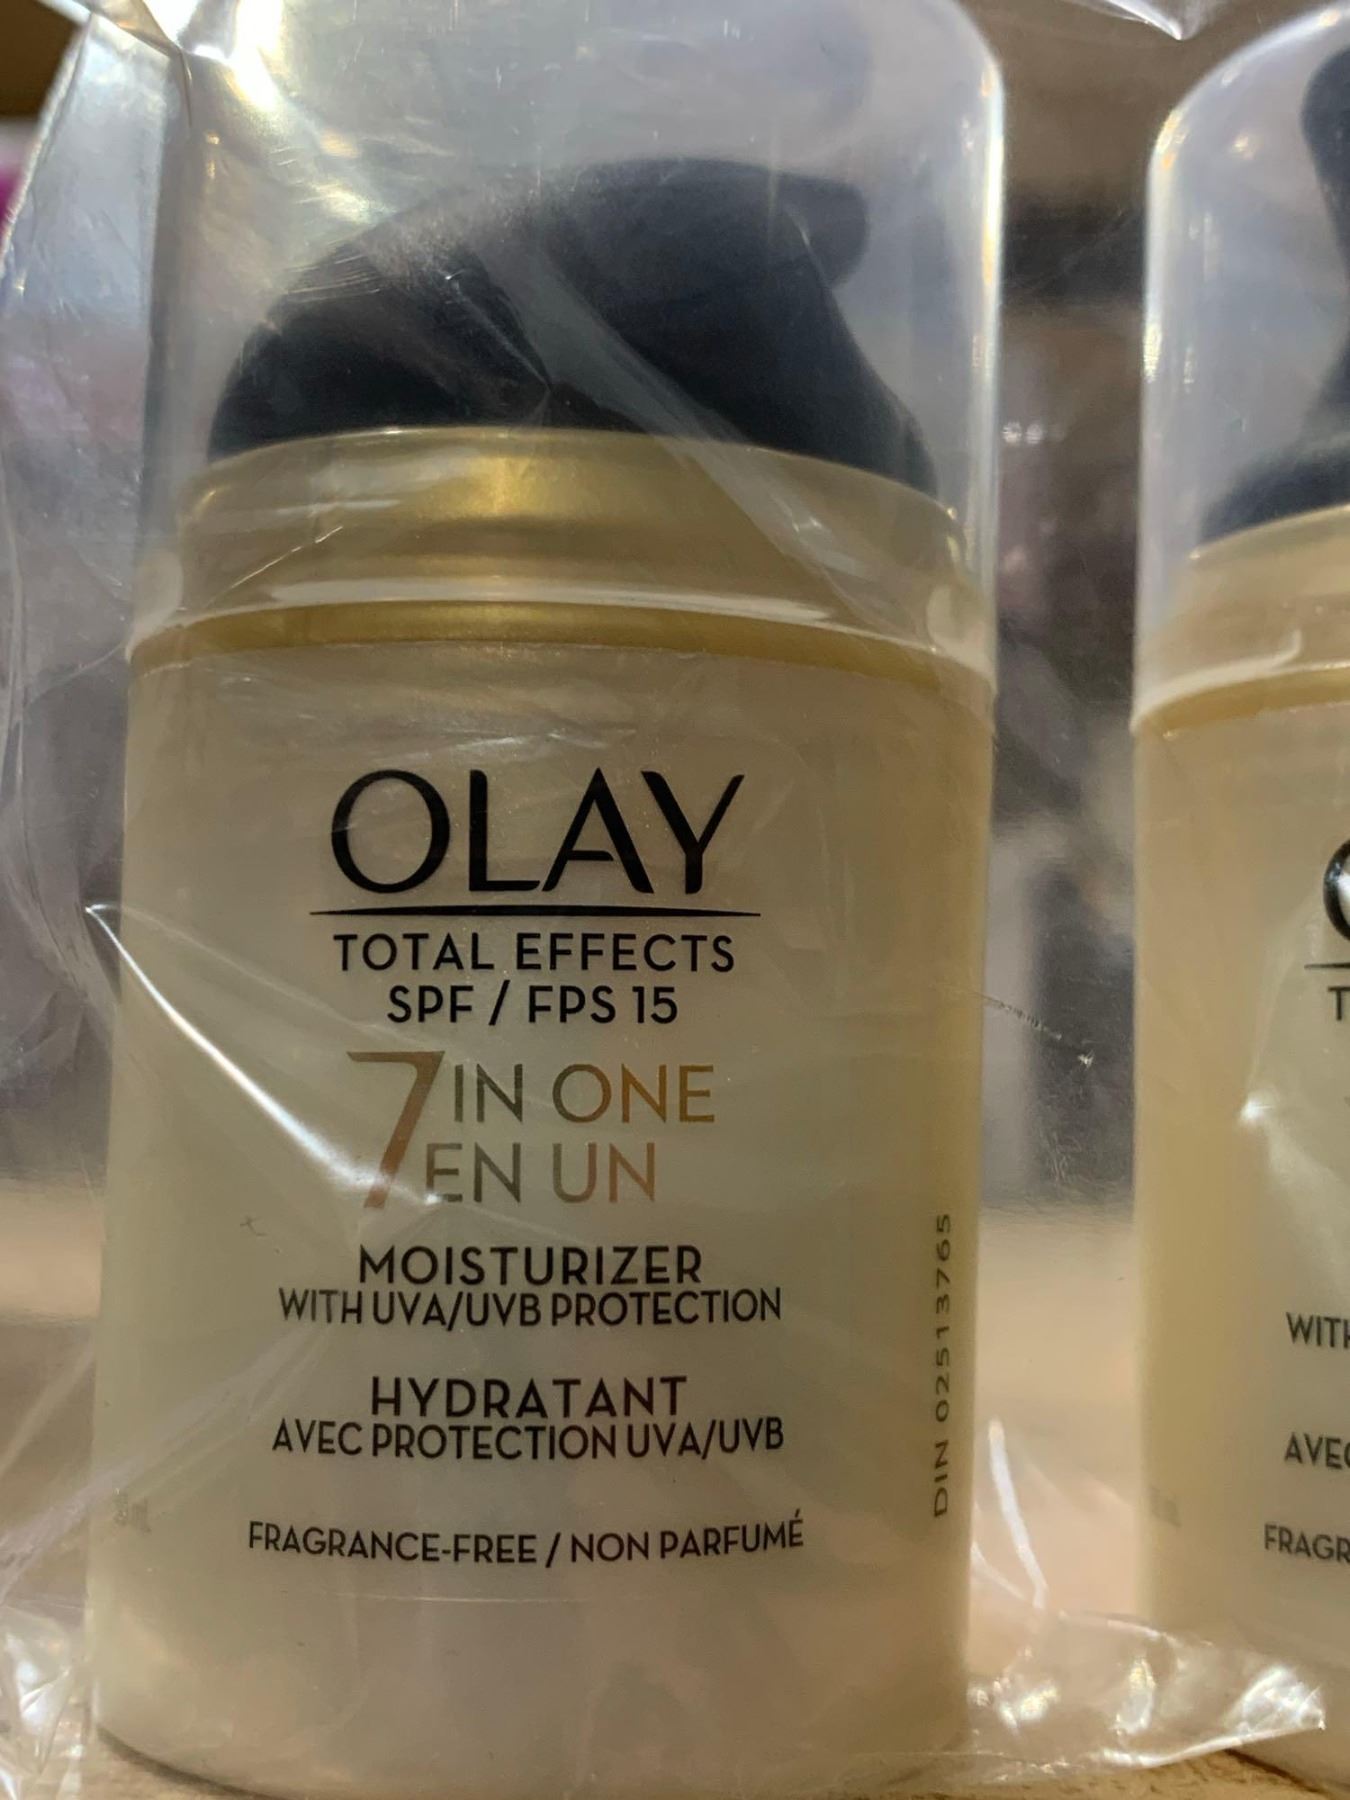 OLAY
TOTAL EFFECTS
SPF / FPS 15
7 IN ONE
EN UN
MOISTURIZER
WITH UVA/UVB PROTECTION
HYDRATANT
AVEC PROTECTION UVA/UVB
FRAGRANCE-FREE / NON PARFUMÉ
DIN 02513765